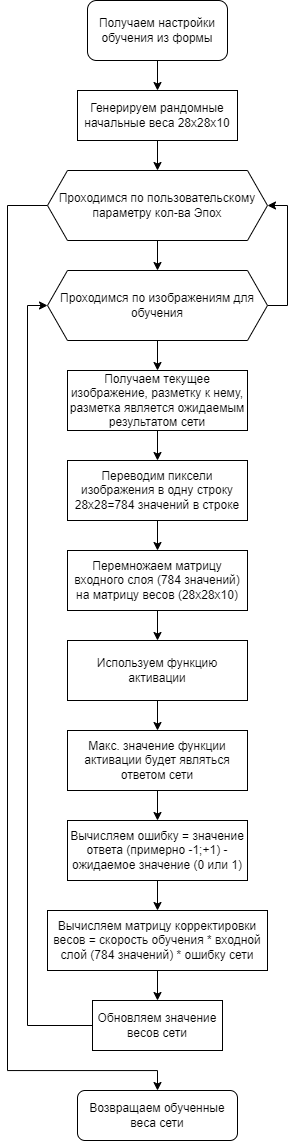 Получаем настройки
обучения из формы
Генерируем рандомные
начальные веса 28x28x10
Проходимся по пользовательскому
параметру кол-ва Эпох
Проходимся по изображениям для
обучения
Получаем текущее
изображение, разметку к нему,
разметка является ожидаемым
результатом сети
Переводим пиксели
изображения в одну строку
28x28=784 значений в строке
Перемножаем матрицу
входного слоя (784 значений)
на матрицу весов (28x28x10)
Используем функцию
активации
Макс. значение функции
активации будет являться
ответом сети
Вычисляем ошибку = значение
ответа (примерно -1;+1) -
ожидаемое значение (0 или 1)
Вычисляем матрицу корректировки
весов = скорость обучения * входной
слой (784 значений) * ошибку сети
Обновляем значение
весов сети
Возвращаем обученные
веса сети